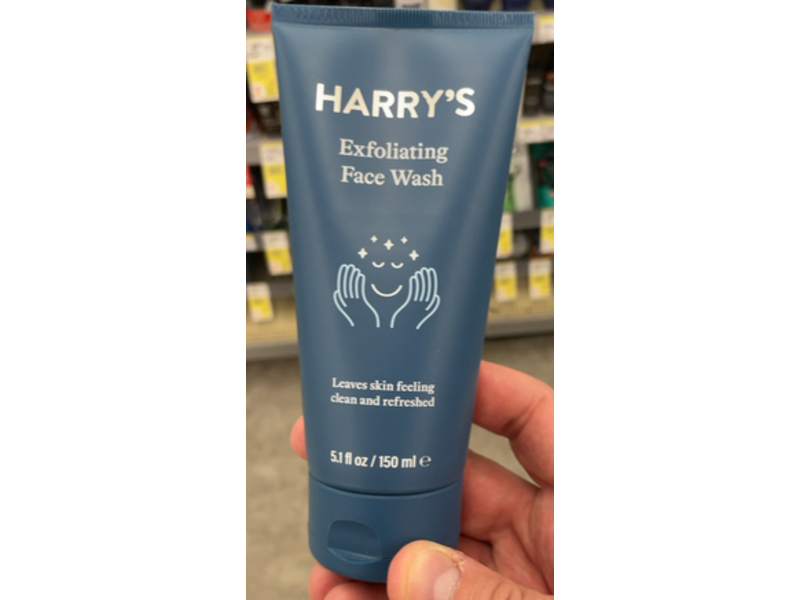 HARRY'S
Exfoliating
Face Wash
Leaves skin feeling
clean and refreshed
5.1 fl oz / 150 ml ℮